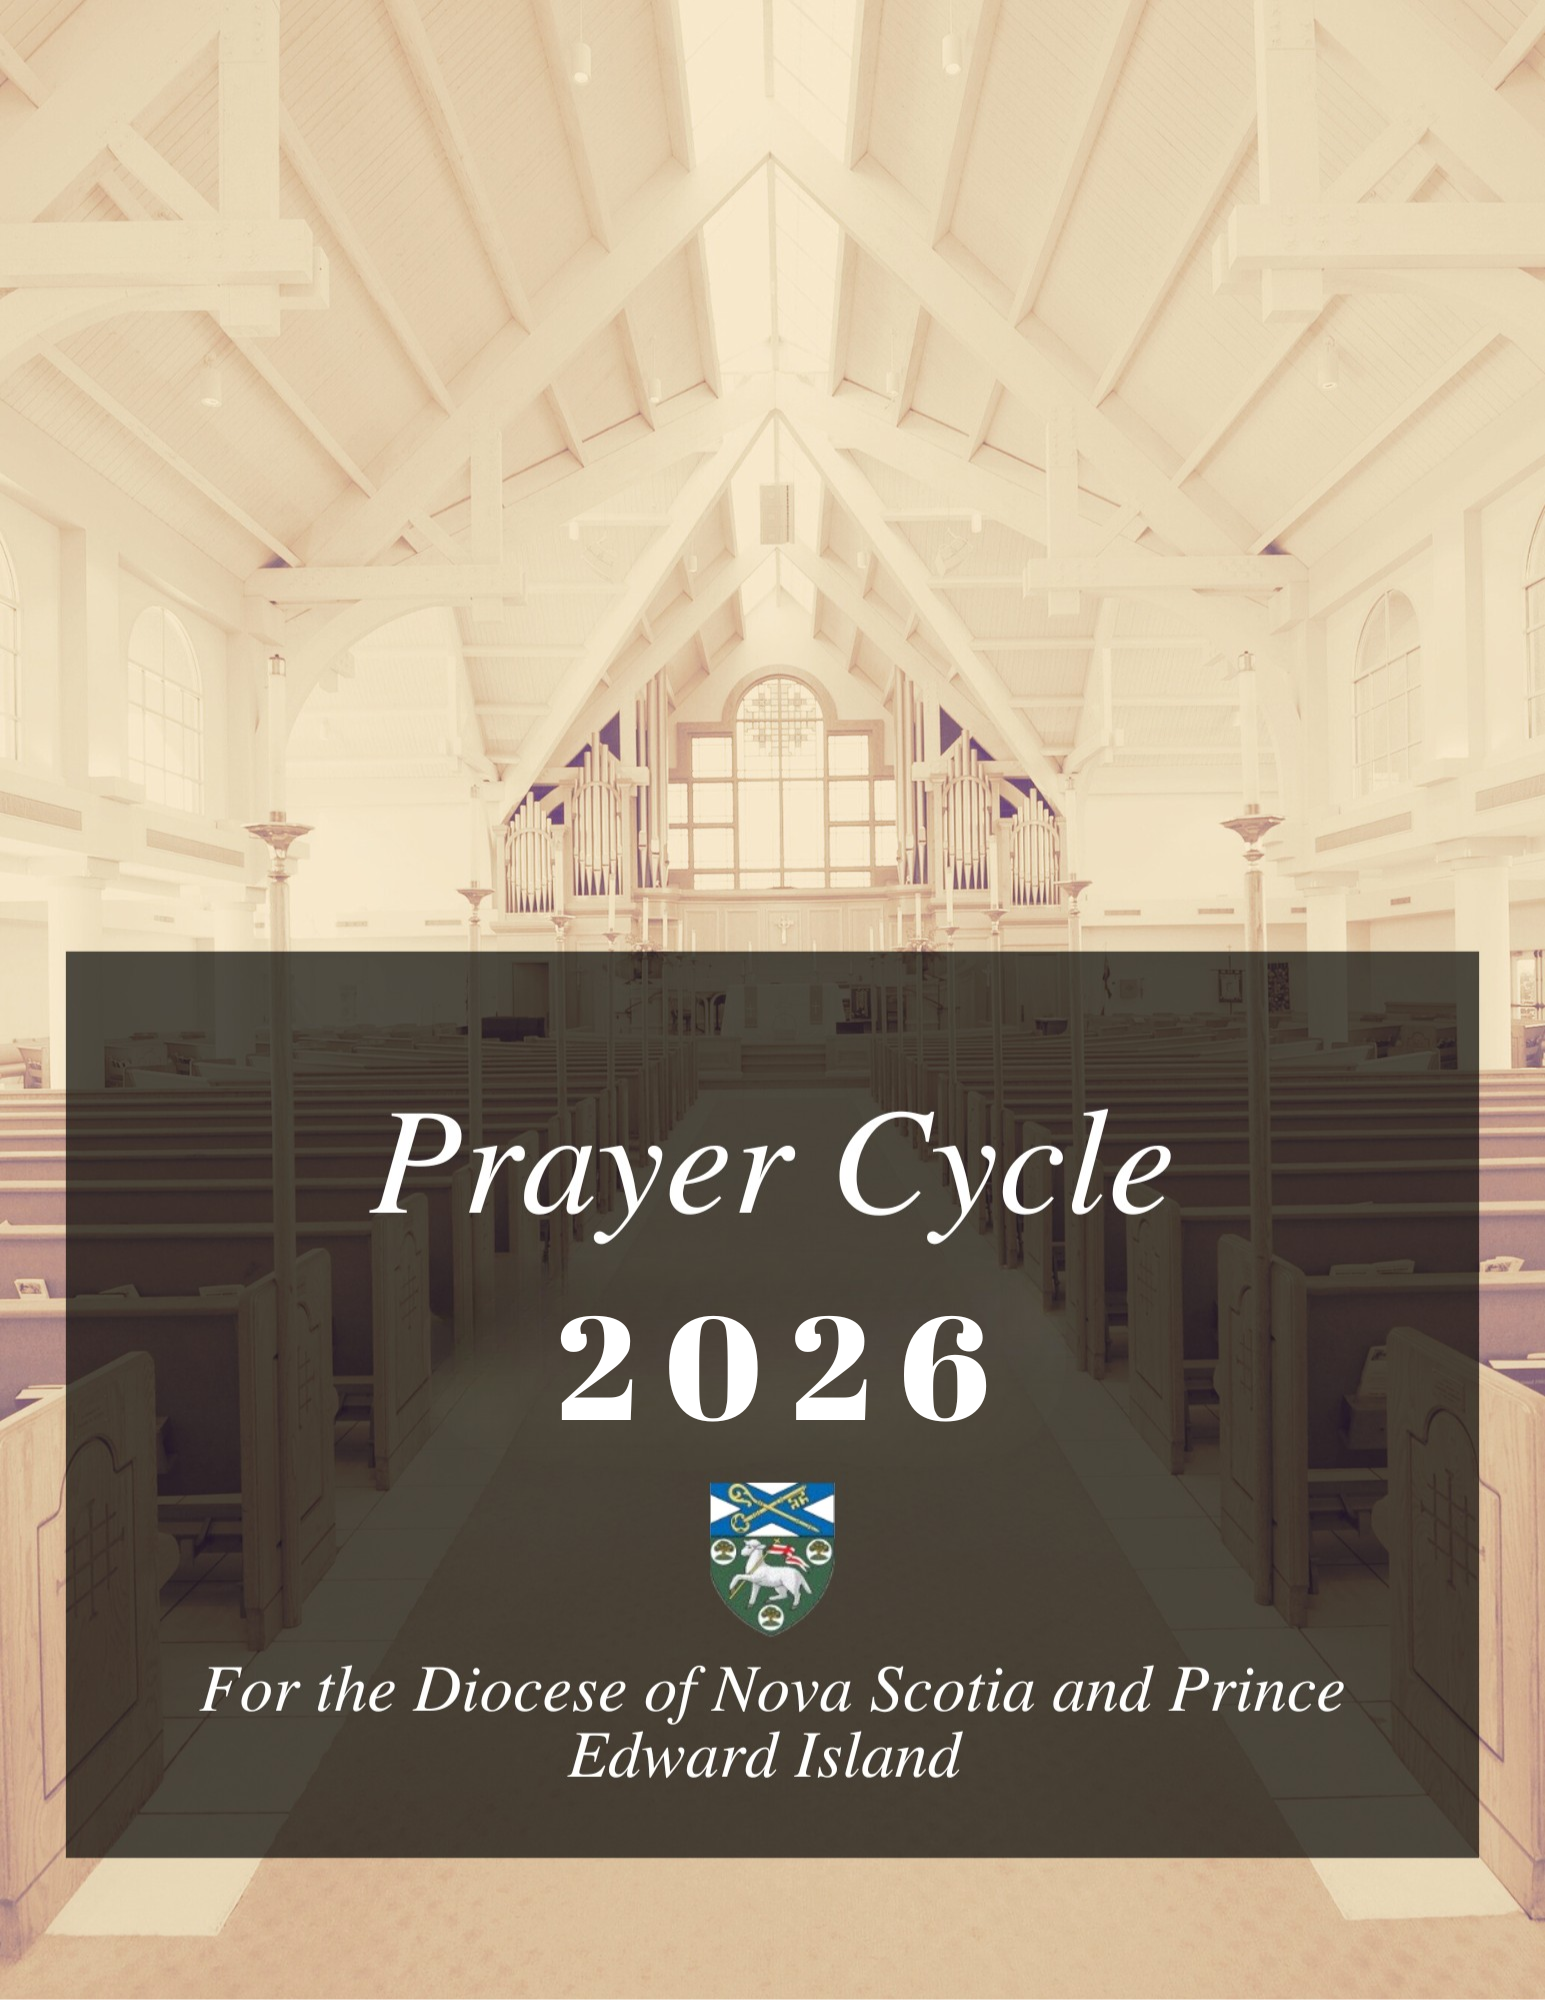 Prayer Cycle
2026
For the Diocese of Nova Scotia and Prince
Edward Island